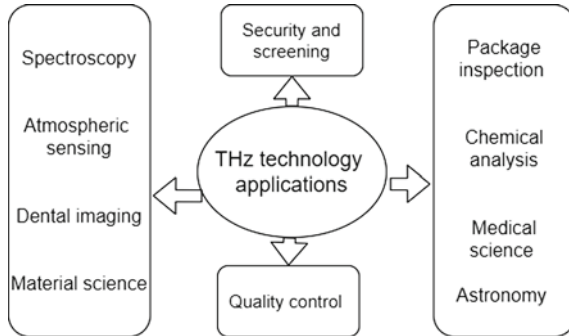 Spectroscopy
Atmospheric
sensing
Dental imaging
Material science
Security and
screening
THz technology
applications
Quality control
Package
inspection
Chemical
analysis
Medical
science
Astronomy